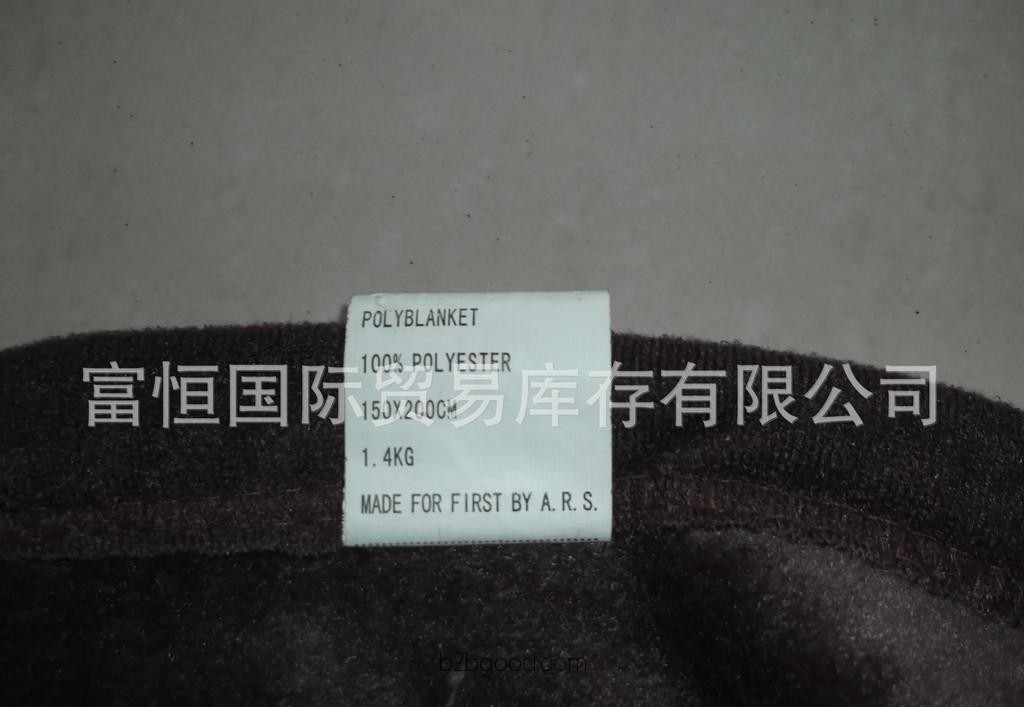 POLYBLANKET
100% POLYESTER
富恒国际贸易库存有限公司
150X200CM
1.4KG
MADE FOR FIRST BY A.R.S.
b2bgood.com